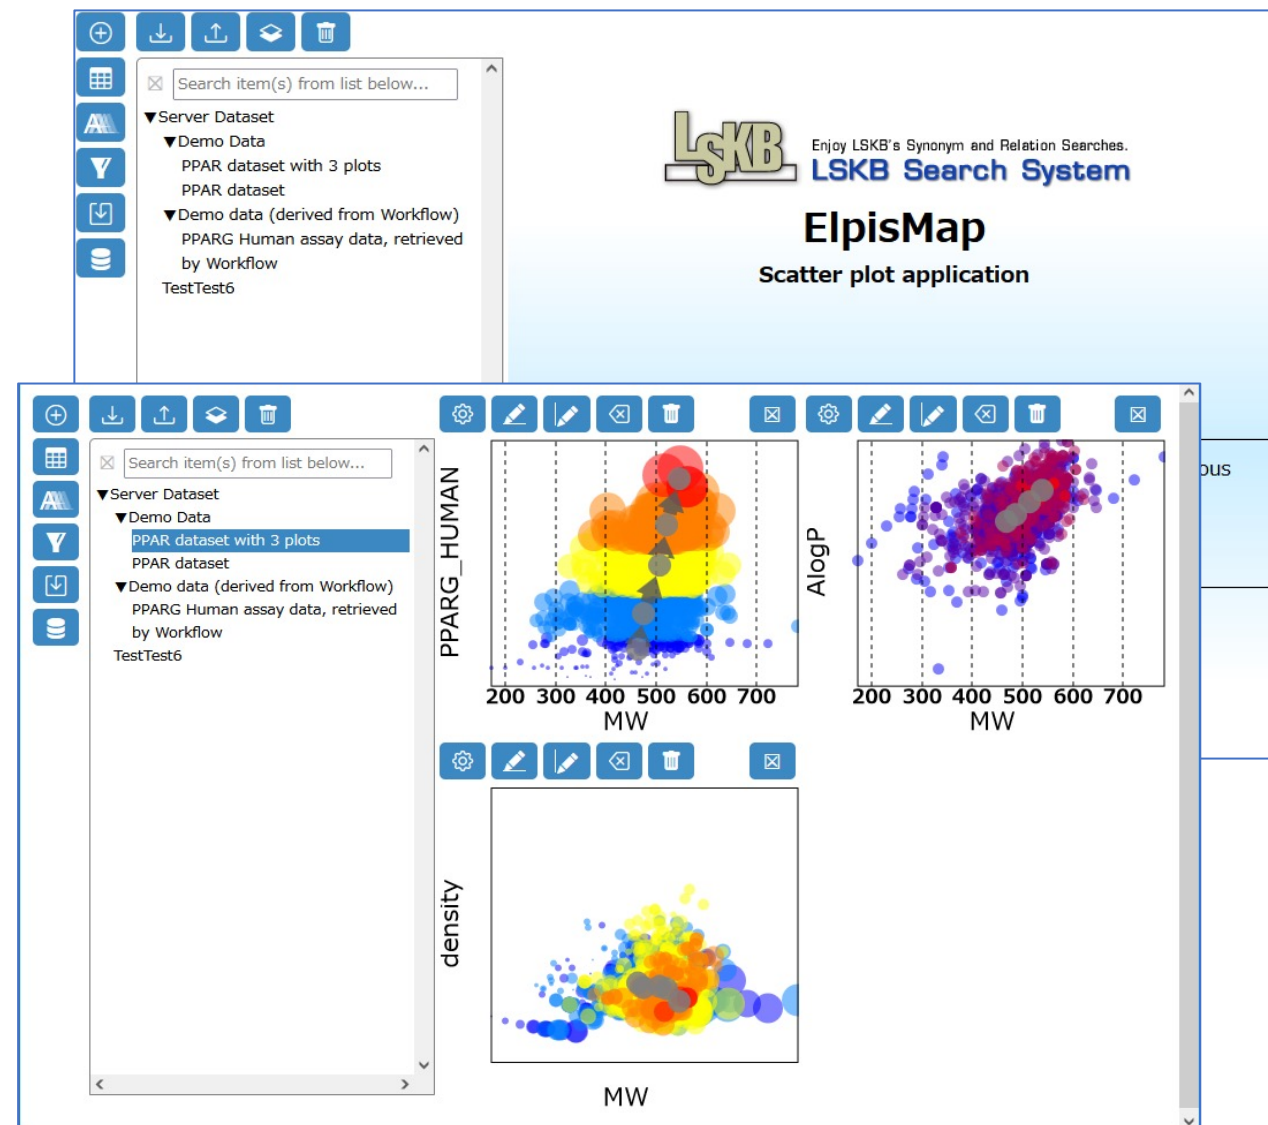 Search item(s) from list below...
▼Server Dataset
▼Demo Data
PPAR dataset with 3 plots
PPAR dataset
▼Demo data (derived from Workflow)
PPARG Human assay data, retrieved
by Workflow
TestTest6
LSKB
Enjoy LSKB's Synonym and Relation Searches.
LSKB Search System
ElpisMap
Scatter plot application
Search item(s) from list below...
▼Server Dataset
▼Demo Data
PPAR dataset with 3 plots
PPAR dataset
▼Demo data (derived from Workflow)
PPARG Human assay data, retrieved
by Workflow
TestTest6
PPARG_HUMAN
200 300 400 500 600 700
MW
AlogP
200 300 400 500 600 700
MW
density
MW